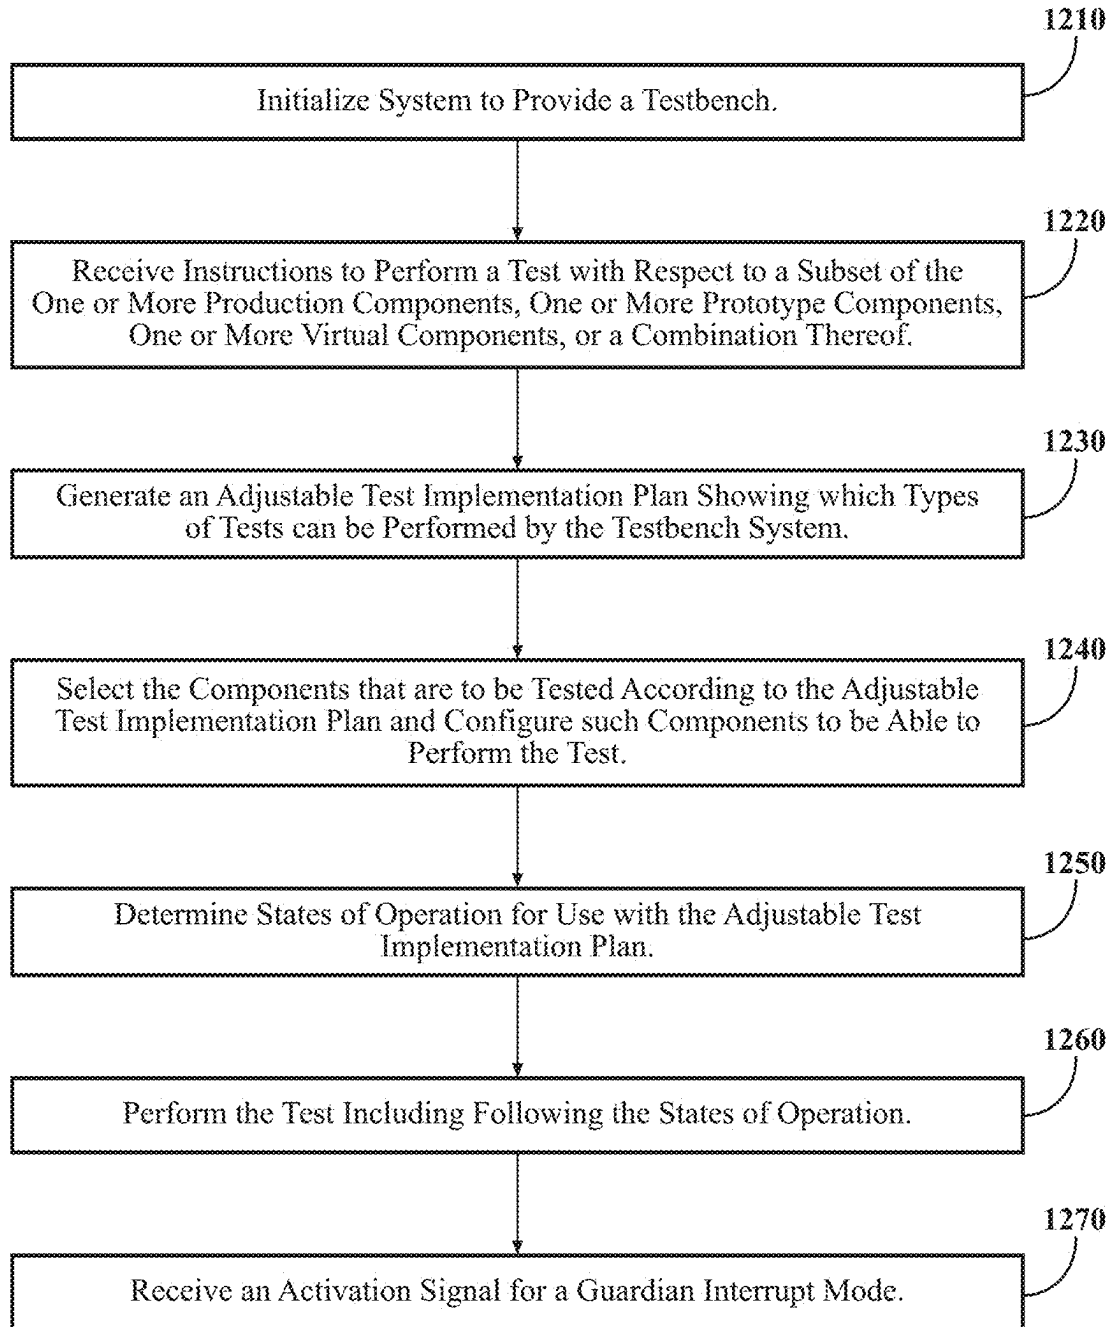 1210
Initialize System to Provide a Testbench.
1220
Receive Instructions to Perform a Test with Respect to a Subset of the
One or More Production Components, One or More Prototype Components,
One or More Virtual Components, or a Combination Thereof.
1230
Generate an Adjustable Test Implementation Plan Showing which Types
of Tests can be Performed by the Testbench System.
1240
Select the Components that are to be Tested According to the Adjustable
Test Implementation Plan and Configure such Components to be Able to
Perform the Test.
1250
Determine States of Operation for Use with the Adjustable Test
Implementation Plan.
1260
Perform the Test Including Following the States of Operation.
1270
Receive an Activation Signal for a Guardian Interrupt Mode.